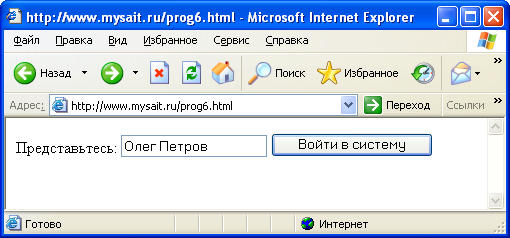 http://www.mysait.ru/prog6.html - Microsoft Internet Explorer
Файл Правка Вид Избранное Сервис Справка
Назад Поиск Избранное
Адрес: http://www.mysait.ru/prog6.html Переход Ссылки
Представьтесь: Олег Петров Войти в систему
Готово Интернет